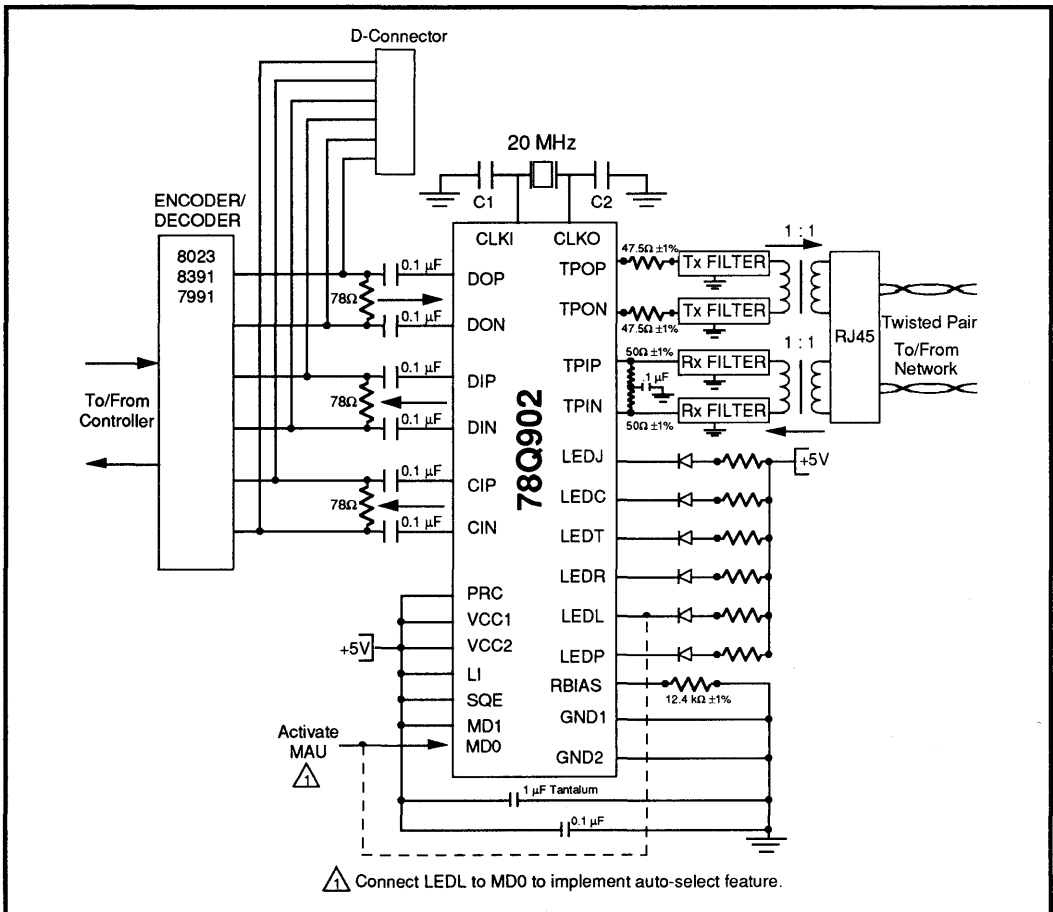 D-Connector
20 MHz
C1
C2
ENCODER/
DECODER
8023
8391
7991
To/From
Controller
0.1 µF
78Ω
0.1 µF
0.1 µF
78Ω
0.1 µF
0.1 µF
78Ω
0.1 µF
CLKI
CLKO
DOP
DON
DIP
DIN
CIP
CIN
PRC
VCC1
VCC2
LI
SQE
MD1
MD0
78Q902
TPOP
TPON
TPIP
TPIN
LEDJ
LEDC
LEDT
LEDR
LEDL
LEDP
RBIAS
GND1
GND2
47.5Ω ±1%
Tx FILTER
47.5Ω ±1%
Tx FILTER
50Ω ±1%
Rx FILTER
.1 µF
50Ω ±1%
Rx FILTER
1 : 1
1 : 1
RJ45
Twisted Pair
To/From
Network
+5V
12.4 kΩ ±1%
+5V
Activate
MAU
1
1 µF Tantalum
0.1 µF
1 Connect LEDL to MD0 to implement auto-select feature.